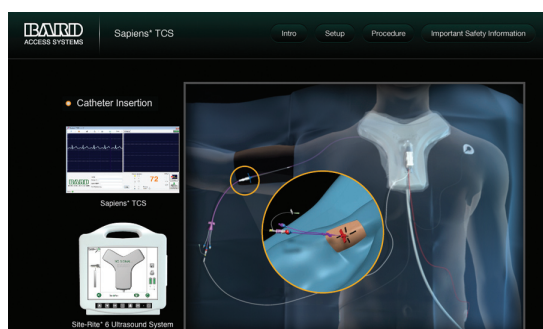 BARD
ACCESS SYSTEMS
Sapiens* TCS
Intro
Setup
Procedure
Important Safety Information
Catheter Insertion
72
Sapiens* TCS
Site-Rite* 6 Ultrasound System